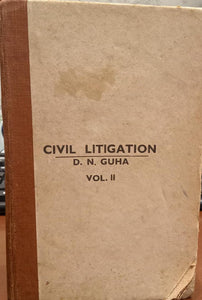 CIVIL LITIGATION
D. N. GUHA
VOL. II